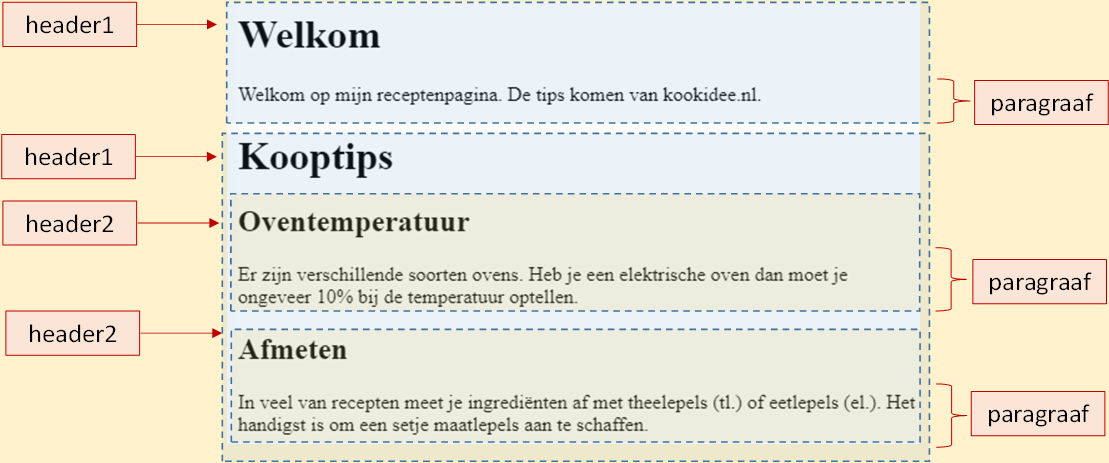 header1
Welkom
Welkom op mijn receptenpagina. De tips komen van kookidee.nl.
paragraaf
header1
Kooptips
header2
Oventemperatuur
Er zijn verschillende soorten ovens. Heb je een elektrische oven dan moet je
ongeveer 10% bij de temperatuur optellen.
paragraaf
header2
Afmeten
In veel van recepten meet je ingrediënten af met theelepels (tl.) of eetlepels (el.). Het
handigst is om een setje maatlepels aan te schaffen.
paragraaf